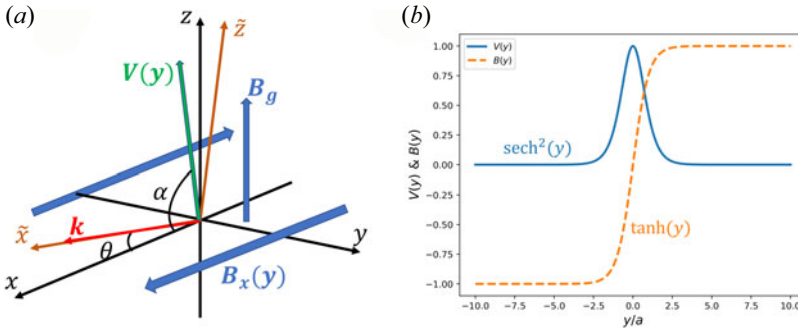 (a)
z
z̃
V(y)
B_g
α
k
x̃
θ
x
y
B_x(y)
(b)
V(y)
B(y)
1.00
0.75
0.50
0.25
0.00
−0.25
−0.50
−0.75
−1.00
V(y) & B(y)
sech²(y)
tanh(y)
−10.0 −7.5 −5.0 −2.5 0.0 2.5 5.0 7.5 10.0
y/a